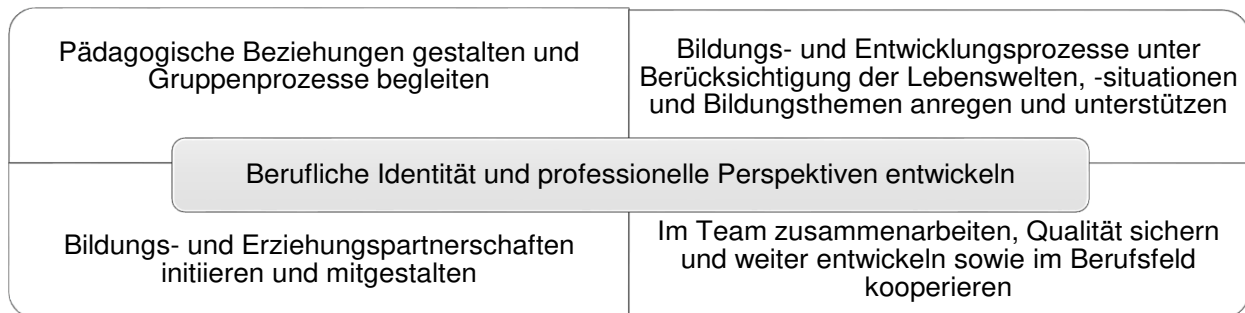 Pädagogische Beziehungen gestalten und
Gruppenprozesse begleiten
Bildungs- und Entwicklungsprozesse unter
Berücksichtigung der Lebenswelten, -situationen
und Bildungsthemen anregen und unterstützen
Berufliche Identität und professionelle Perspektiven entwickeln
Bildungs- und Erziehungspartnerschaften
initiieren und mitgestalten
Im Team zusammenarbeiten, Qualität sichern
und weiter entwickeln sowie im Berufsfeld
kooperieren